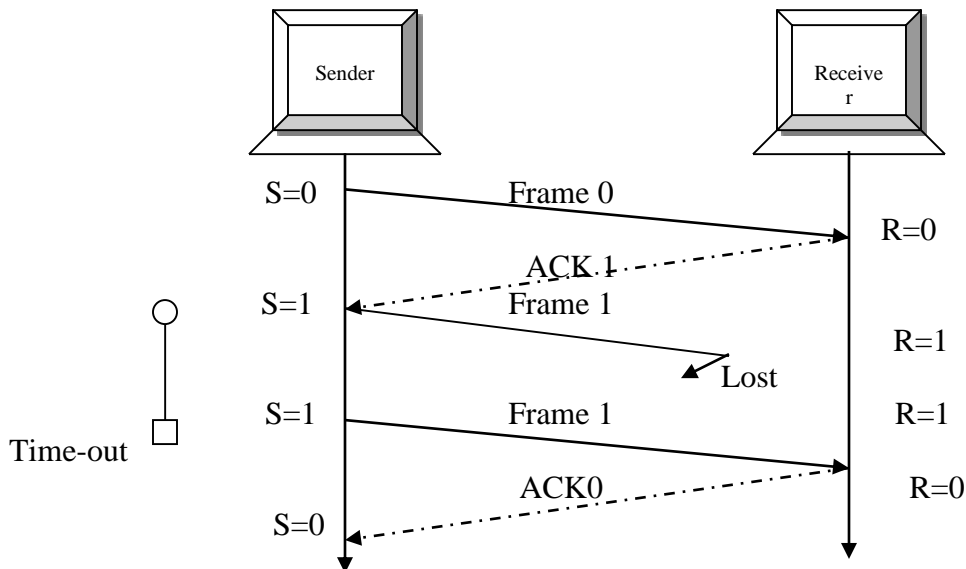 Sender
Receive
r
S=0
Frame 0
R=0
ACK 1
S=1
Frame 1
R=1
Lost
S=1
Frame 1
R=1
Time-out
ACK0
R=0
S=0